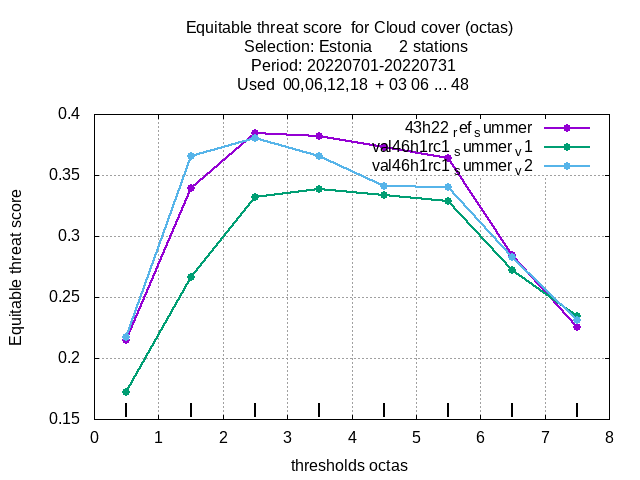 Equitable threat score  for Cloud cover (octas)
Selection: Estonia      2 stations
Period: 20220701-20220731
Used  00,06,12,18  + 03 06 ... 48
0.4
0.35
0.3
0.25
0.2
0.15
Equitable threat score
43h22 ref summer
val46h1rc1 summer v1
val46h1rc1 summer v2
0 1 2 3 4 5 6 7 8
thresholds octas